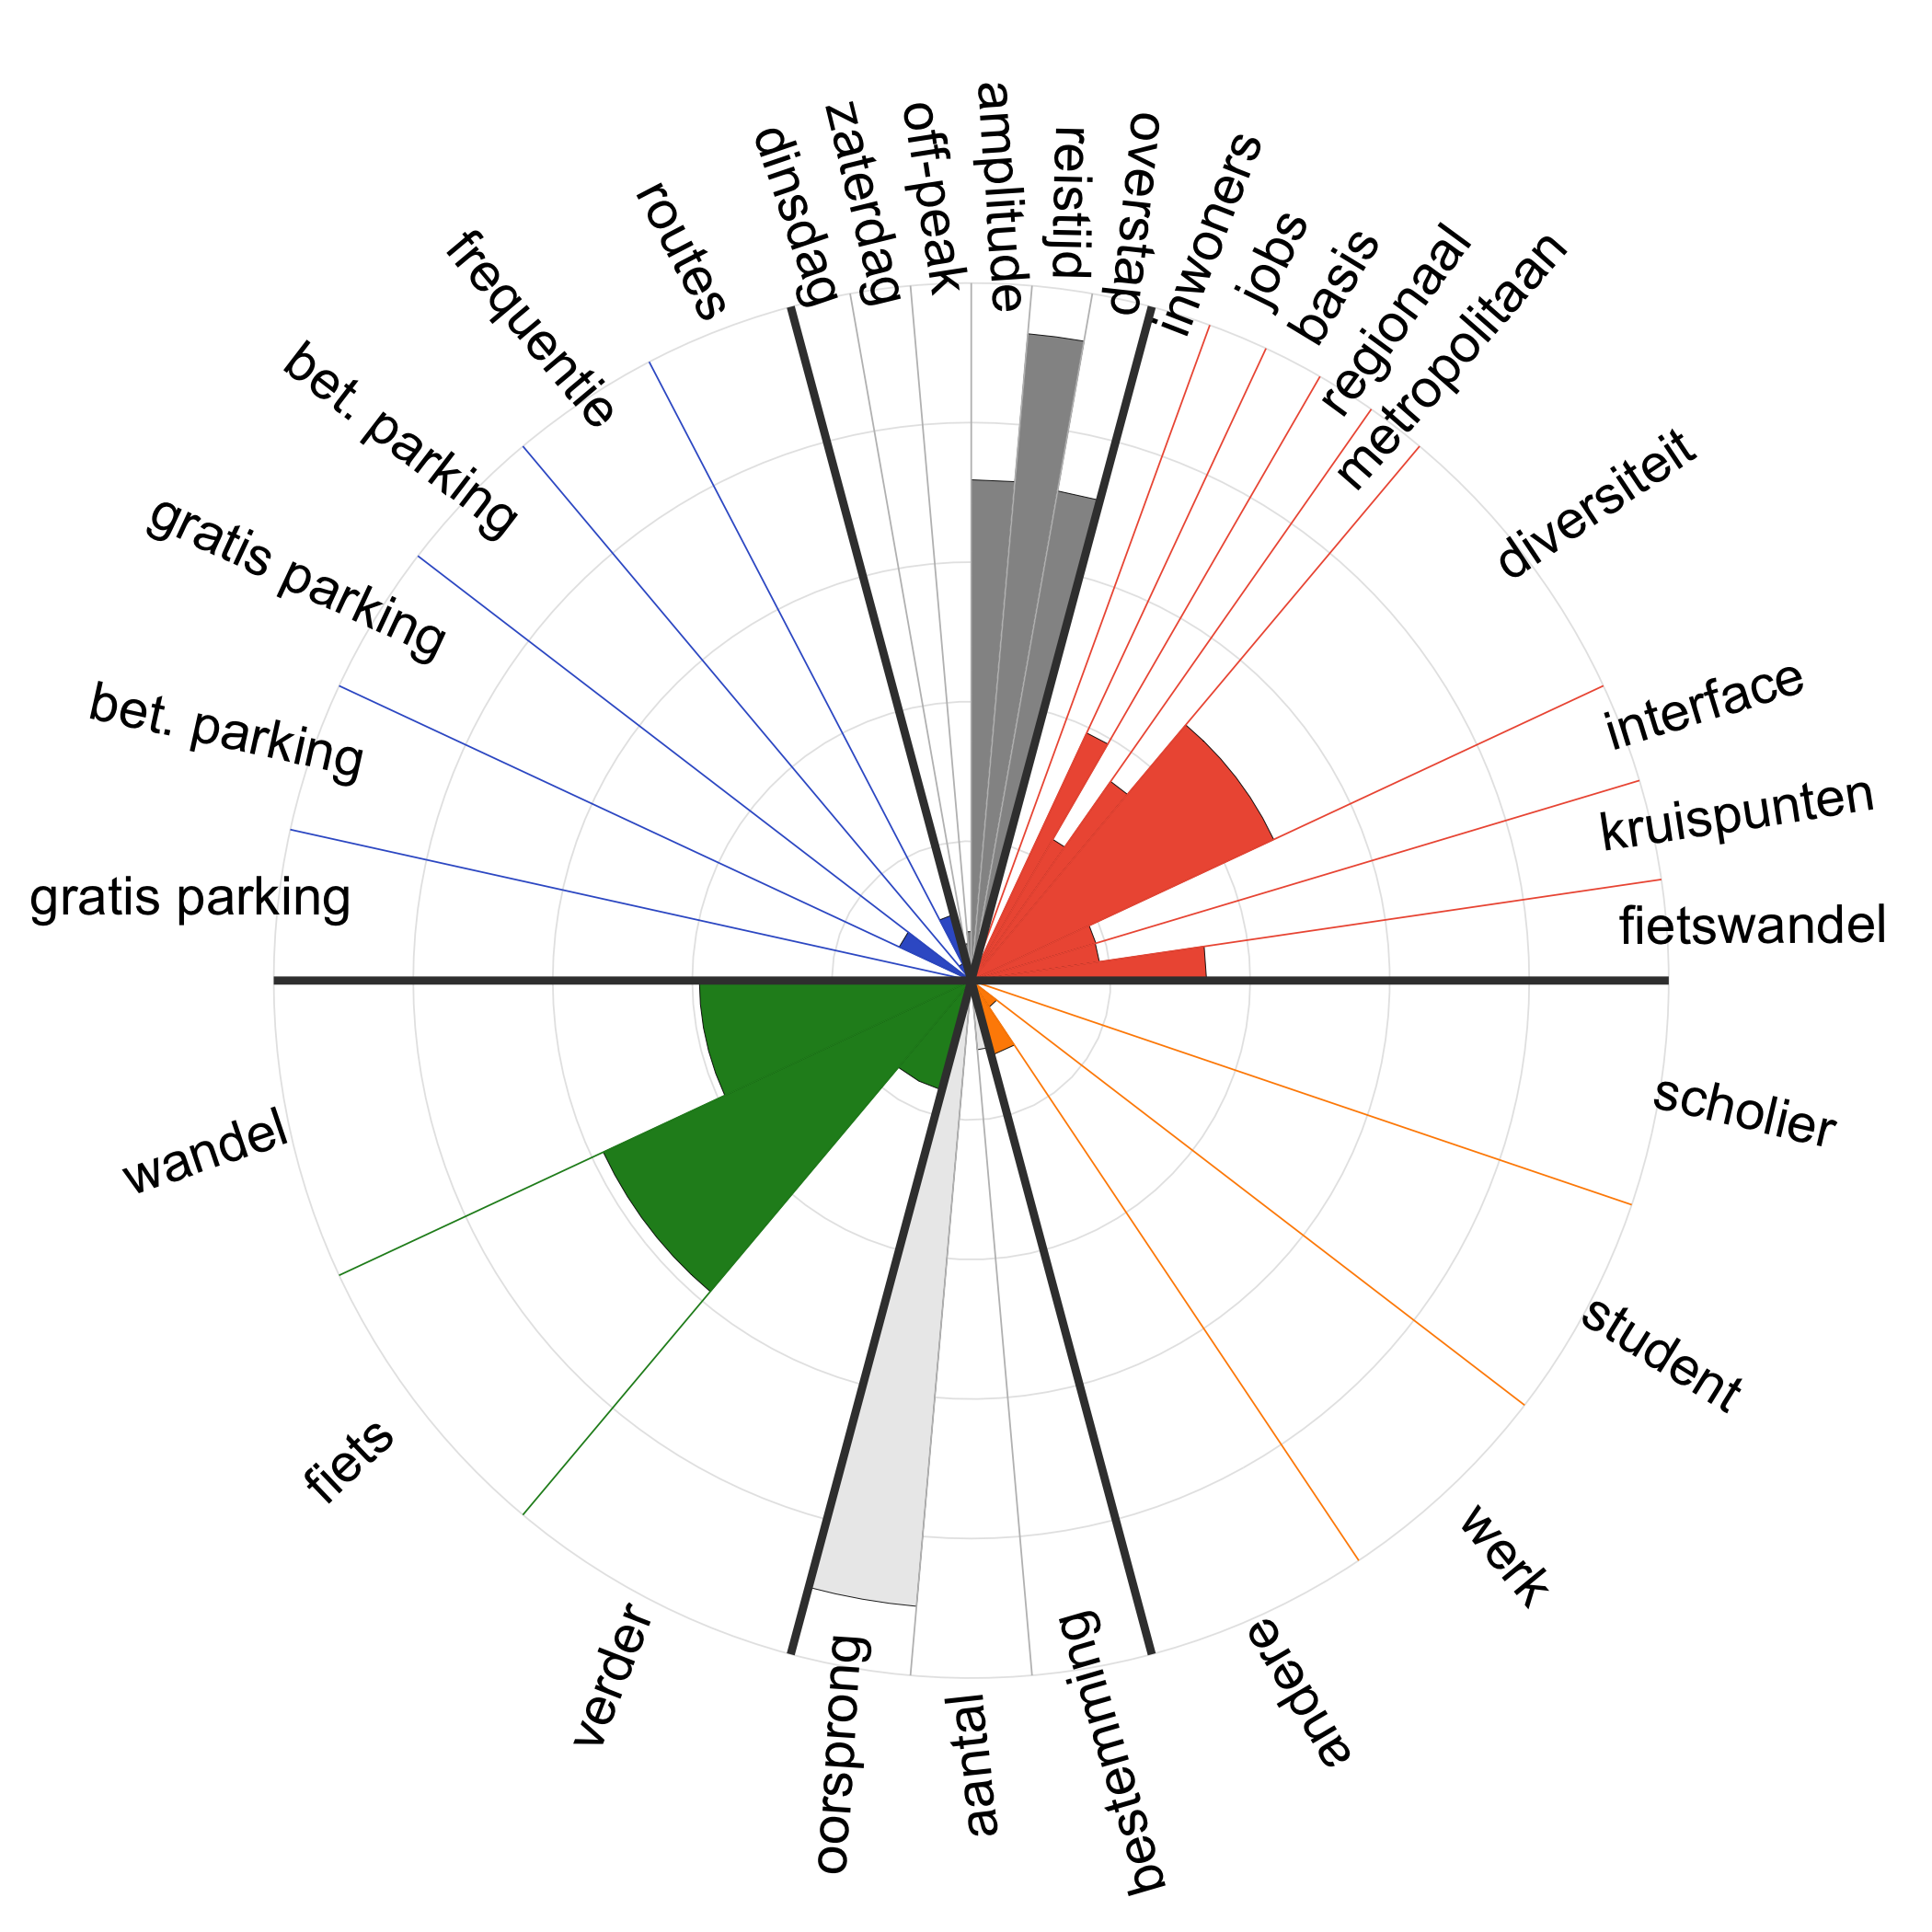 amplitude
reistijd
overstap
inwoners
jobs
basis
regionaal
metropolitaan
diversiteit
interface
kruispunten
fietswandel
scholier
student
werk
andere
bestemming
aantal
oorsprong
verder
fiets
wandel
gratis parking
bet. parking
gratis parking
bet. parking
frequentie
routes
dinsdag
zaterdag
off-peak